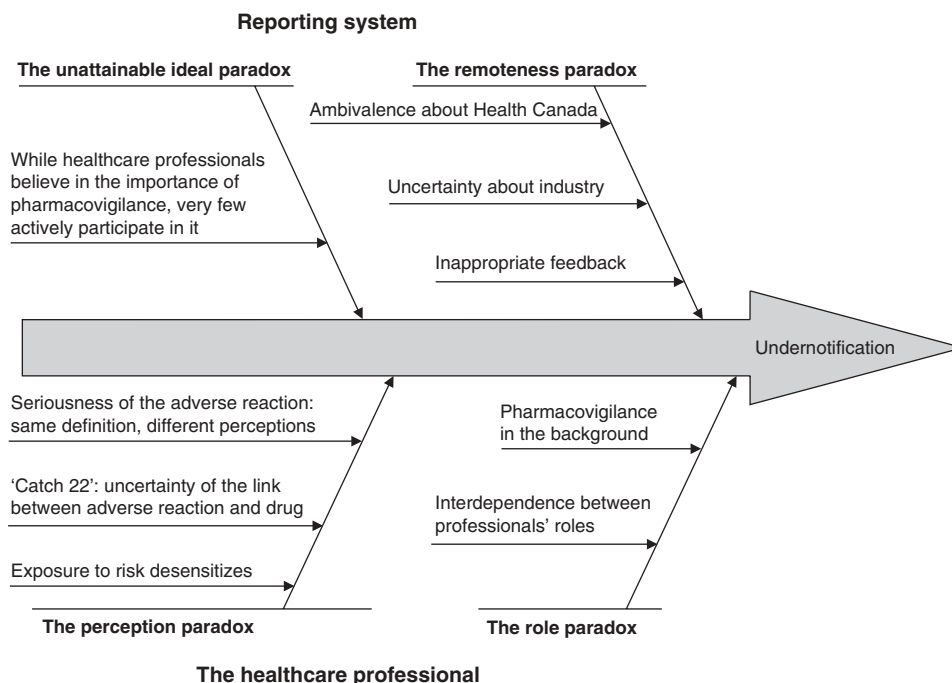 Reporting system
The unattainable ideal paradox
The remoteness paradox
Ambivalence about Health Canada
While healthcare professionals
believe in the importance of
pharmacovigilance, very few
actively participate in it
Uncertainty about industry
Inappropriate feedback
Undernotification
Seriousness of the adverse reaction:
same definition, different perceptions
'Catch 22': uncertainty of the link
between adverse reaction and drug
Exposure to risk desensitizes
Pharmacovigilance
in the background
Interdependence between
professionals' roles
The perception paradox
The role paradox
The healthcare professional